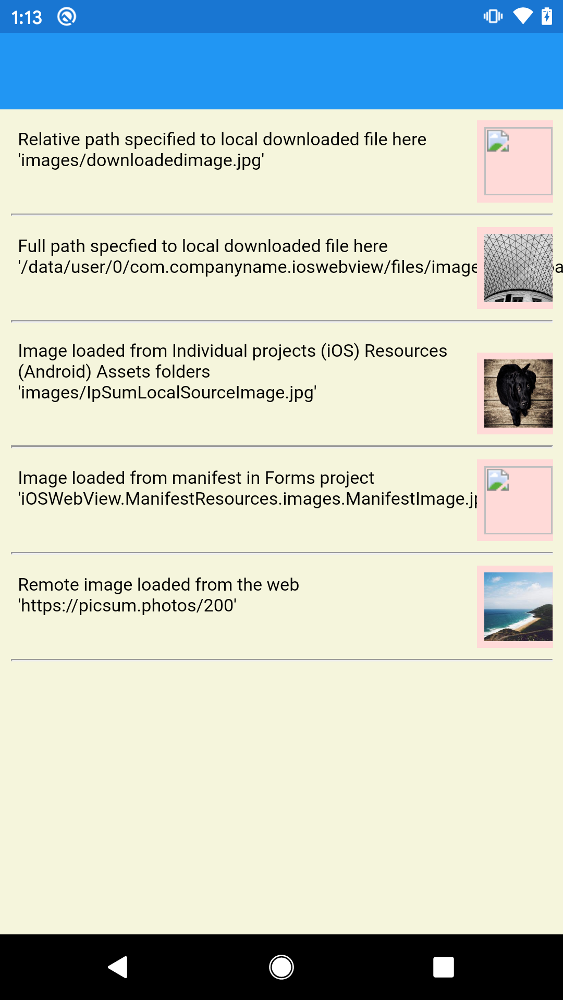 1:13
Relative path specified to local downloaded file here
'images/downloadedimage.jpg'
Full path specfied to local downloaded file here
'/data/user/0/com.companyname.ioswebview/files/image
Image loaded from Individual projects (iOS) Resources
(Android) Assets folders
'images/IpSumLocalSourceImage.jpg'
Image loaded from manifest in Forms project
'iOSWebView.ManifestResources.images.ManifestImage.jp
Remote image loaded from the web
'https://picsum.photos/200'